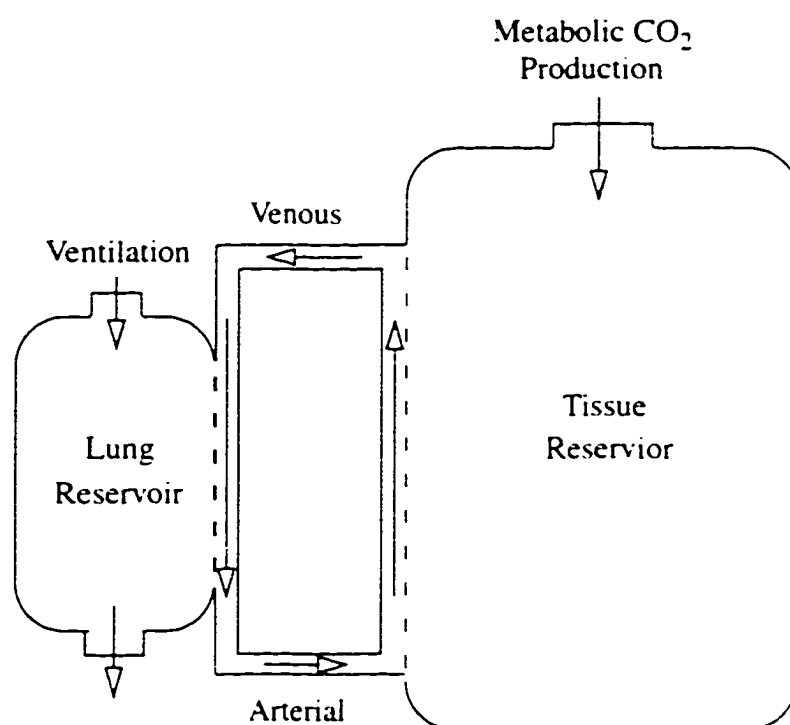 Metabolic CO₂
Production
Venous
Ventilation
Tissue
Reservior
Lung
Reservoir
Arterial